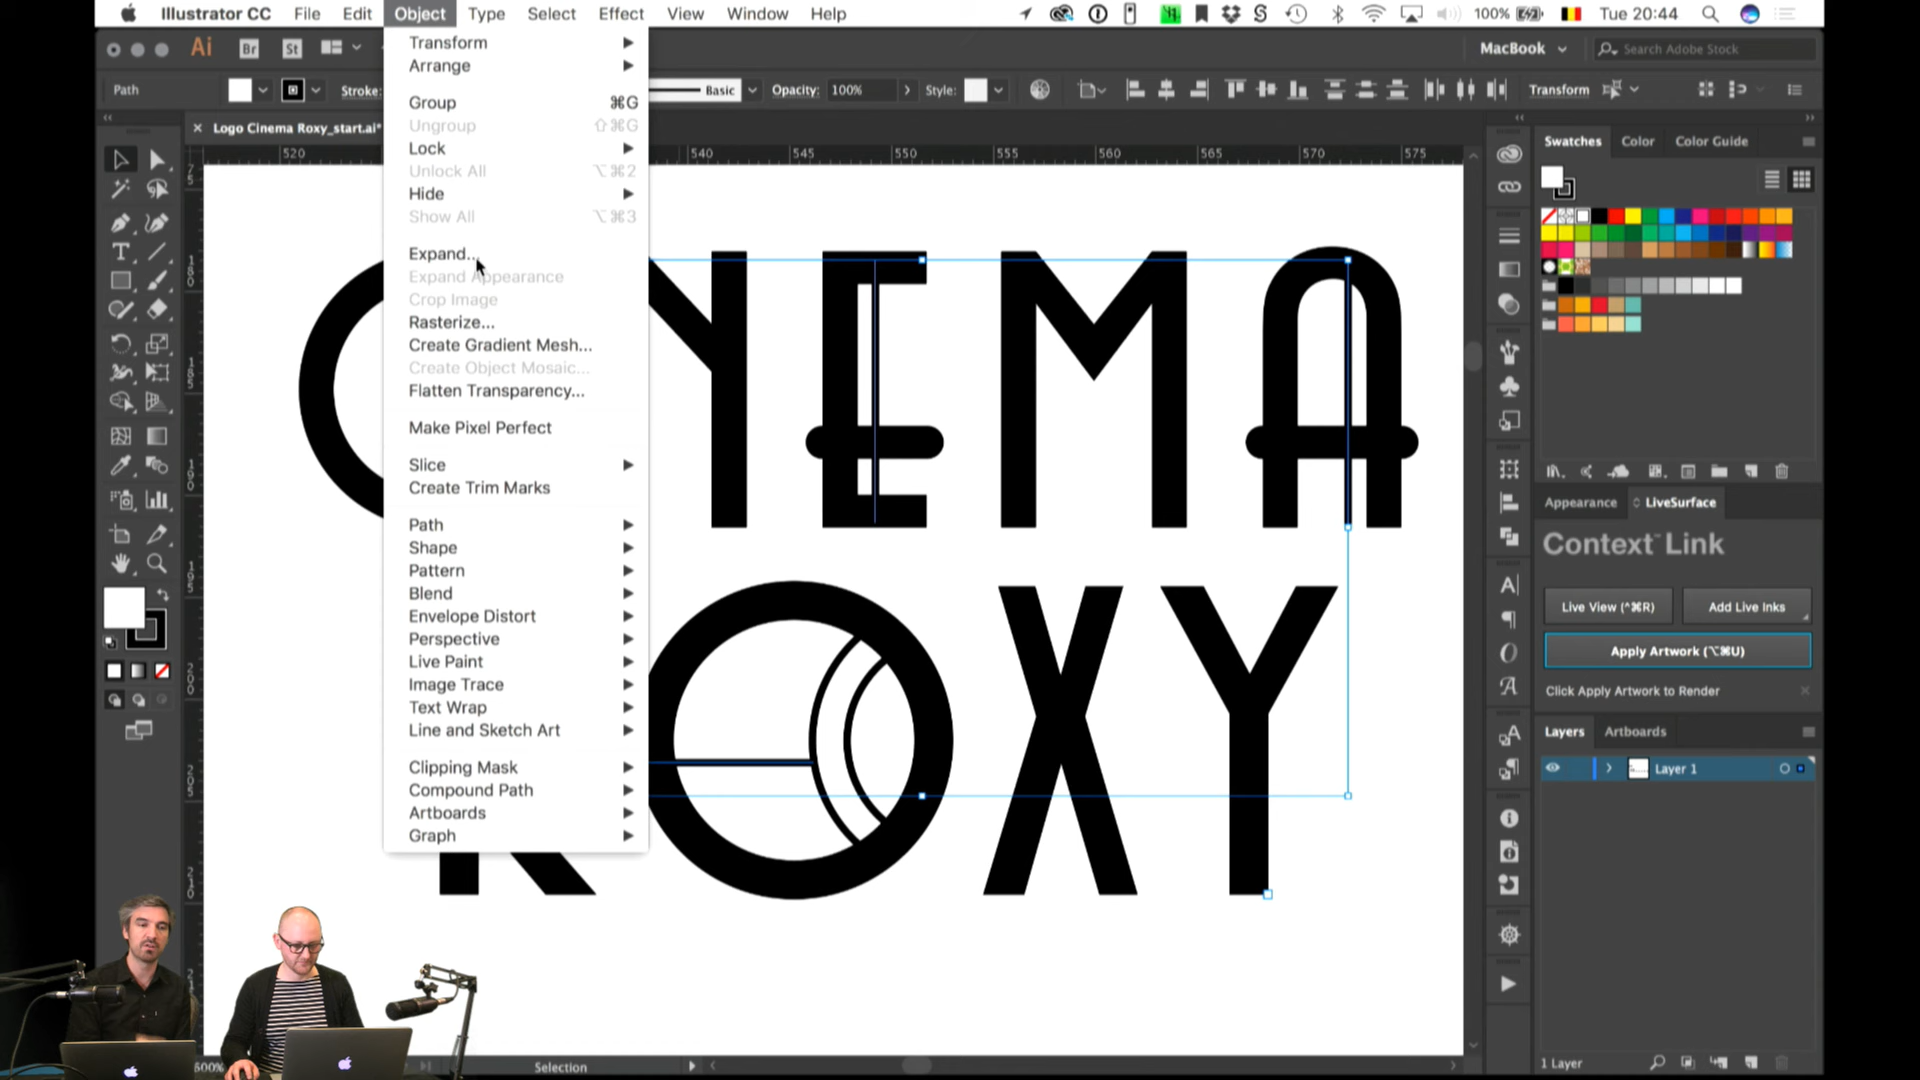 Illustrator CC File Edit Object Type Select Effect View Window Help
100% Tue 20:44
Ai Br St MacBook Search Adobe Stock
Path Stroke: Basic Opacity: 100% Style: Transform
Logo Cinema Roxy_start.ai*
520 540 545 550 555 560 565 570 575
Transform
Arrange
Group ⌘G
Ungroup ⇧⌘G
Lock
Unlock All ⌥⌘2
Hide
Show All ⌥⌘3
Expand...
Expand Appearance
Crop Image
Rasterize...
Create Gradient Mesh...
Create Object Mosaic...
Flatten Transparency...
Make Pixel Perfect
Slice
Create Trim Marks
Path
Shape
Pattern
Blend
Envelope Distort
Perspective
Live Paint
Image Trace
Text Wrap
Line and Sketch Art
Clipping Mask
Compound Path
Artboards
Graph
EMA
OXY
Swatches Color Color Guide
Appearance LiveSurface
Context™ Link
Live View (^⌘R) Add Live Inks
Apply Artwork (⌥⌘U)
Click Apply Artwork to Render
Layers Artboards
Layer 1
1 Layer
600% Selection